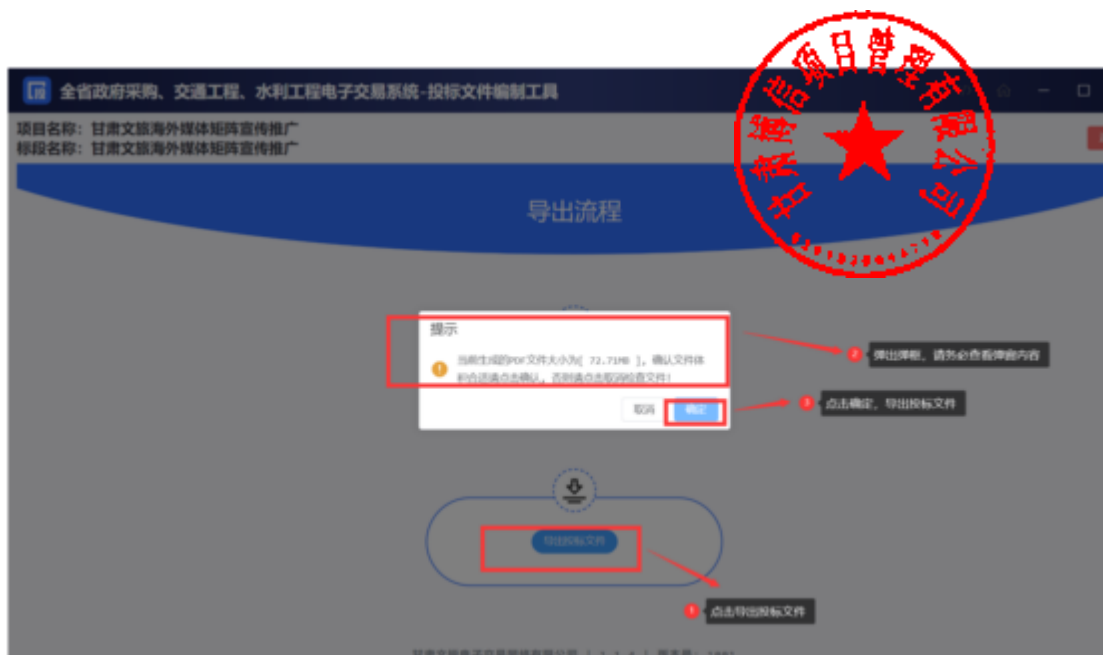 全省政府采购、交通工程、水利工程电子交易系统-投标文件编制工具
项目名称: 甘肃文旅海外媒体矩阵宣传推广
标段名称: 甘肃文旅海外媒体矩阵宣传推广
导出流程
提示
当前生成的PDF文件大小为[ 72.71MB ], 确认文件体
积合适请点击确认, 否则请点击取消检查文件!
取消 确定
2 弹出弹框, 请务必查看弹窗内容
3 点击确定, 导出投标文件
导出投标文件
1 点击导出投标文件
项目管理有限公司